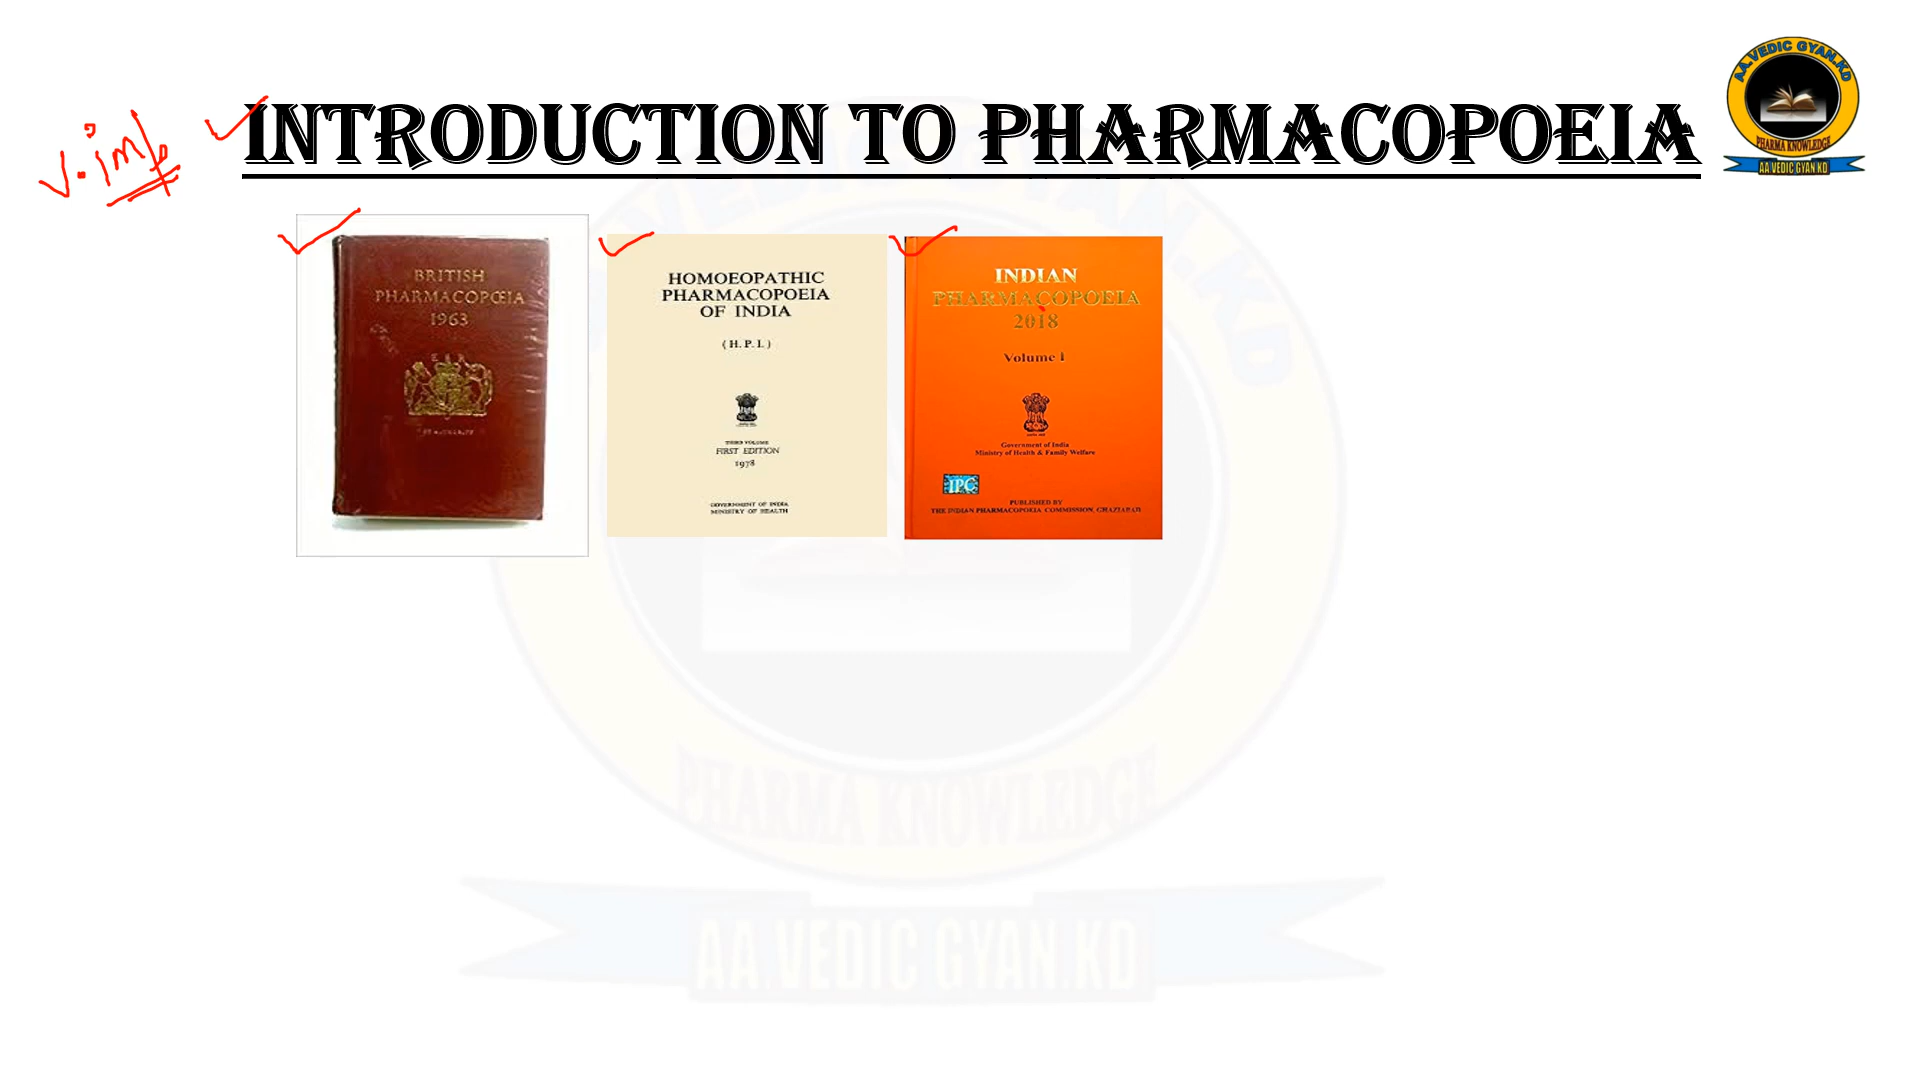 v.imp
INTRODUCTION TO PHARMACOPOEIA
AA.VEDIC GYAN.KD
PHARMA KNOWLEDGE
AA VEDIC GYAN.KD
BRITISH
PHARMACOPŒIA
1963
E R
HOMOEOPATHIC
PHARMACOPOEIA
OF INDIA
( H. P. I. )
THIRD VOLUME
FIRST EDITION
1978
GOVERNMENT OF INDIA
MINISTRY OF HEALTH
INDIAN
PHARMACOPOEIA
2018
Volume I
Government of India
Ministry of Health & Family Welfare
IPC
PUBLISHED BY
THE INDIAN PHARMACOPOEIA COMMISSION, GHAZIABAD
PHARMA KNOWLEDGE
AA.VEDIC GYAN.KD